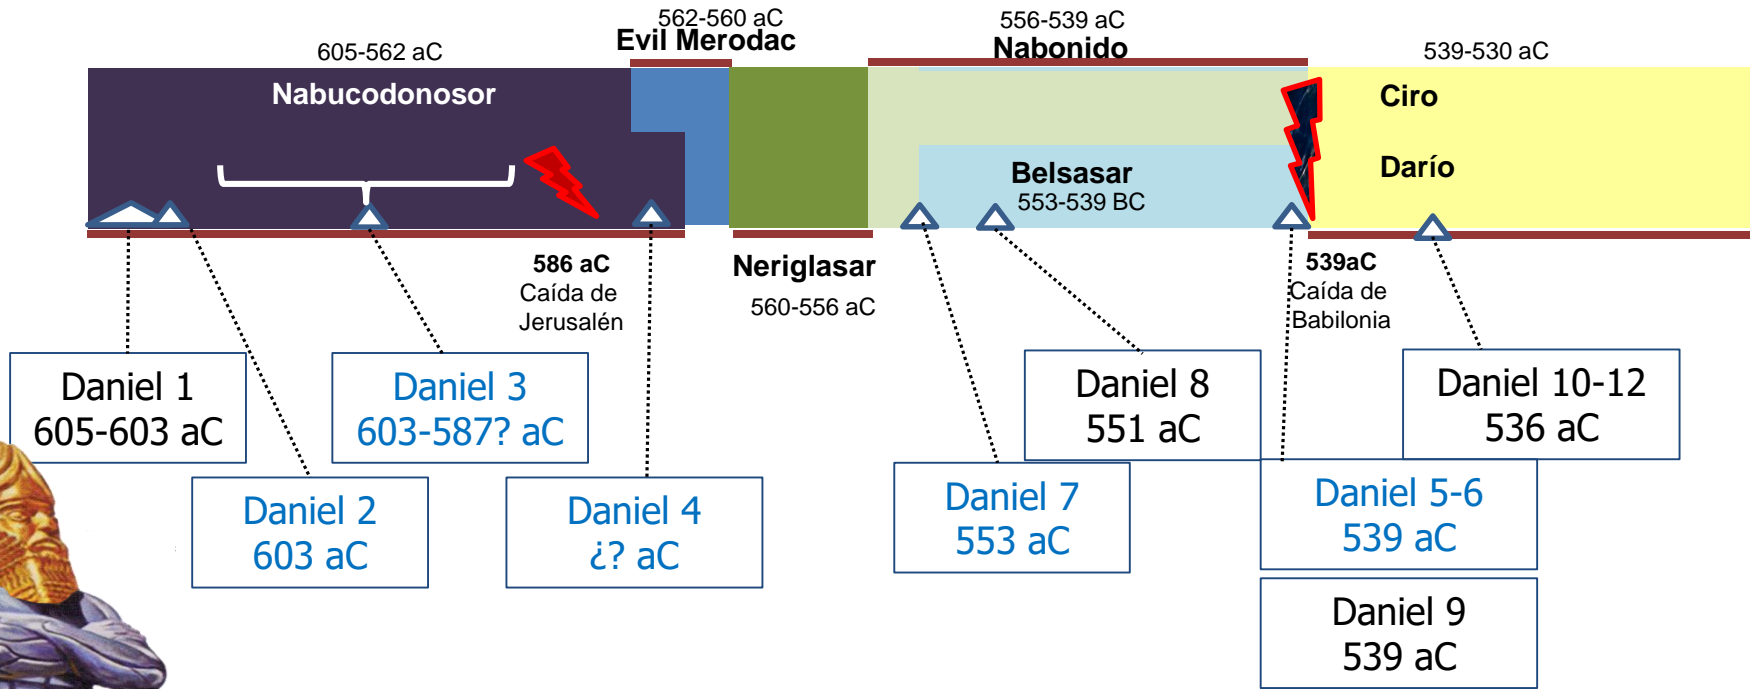 562-560 aC
Evil Merodac
556-539 aC
Nabonido
605-562 aC
539-530 aC
Nabucodonosor
Ciro
Darío
Belsasar
553-539 BC
586 aC
Caída de
Jerusalén
Neriglasar
560-556 aC
539aC
Caída de
Babilonia
Daniel 1
605-603 aC
Daniel 3
603-587? aC
Daniel 8
551 aC
Daniel 10-12
536 aC
Daniel 2
603 aC
Daniel 4
¿? aC
Daniel 7
553 aC
Daniel 5-6
539 aC
Daniel 9
539 aC